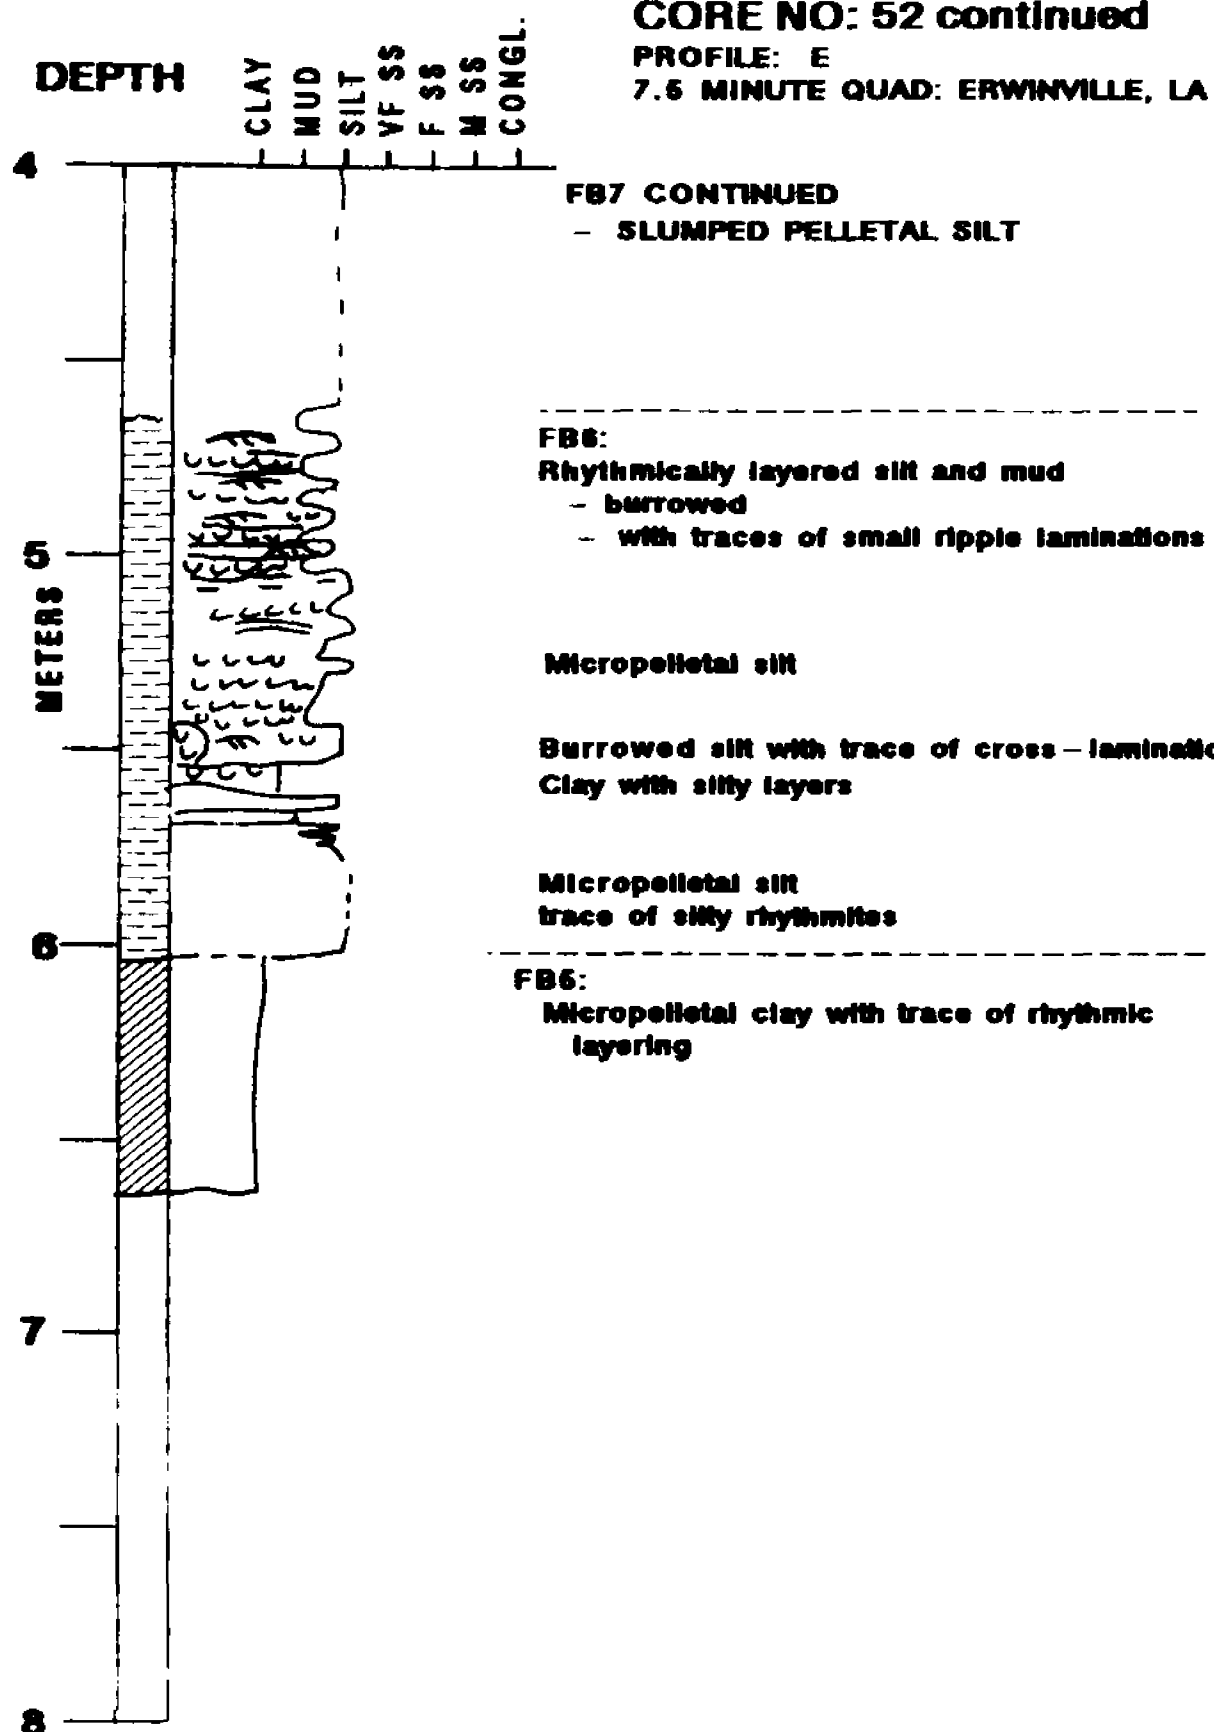 CORE NO: 52 continued
PROFILE: E
7.5 MINUTE QUAD: ERWINVILLE, LA
DEPTH
CLAY
MUD
SILT
VF SS
F SS
M SS
CONGL.
4
FB7 CONTINUED
– SLUMPED PELLETAL SILT
FB6:
Rhythmically layered silt and mud
– burrowed
– with traces of small ripple laminations
5
METERS
Micropelletal silt
Burrowed silt with trace of cross–laminatio
Clay with silty layers
Micropelletal silt
trace of silty rhythmites
6
FB5:
Micropelletal clay with trace of rhythmic
layering
7
8